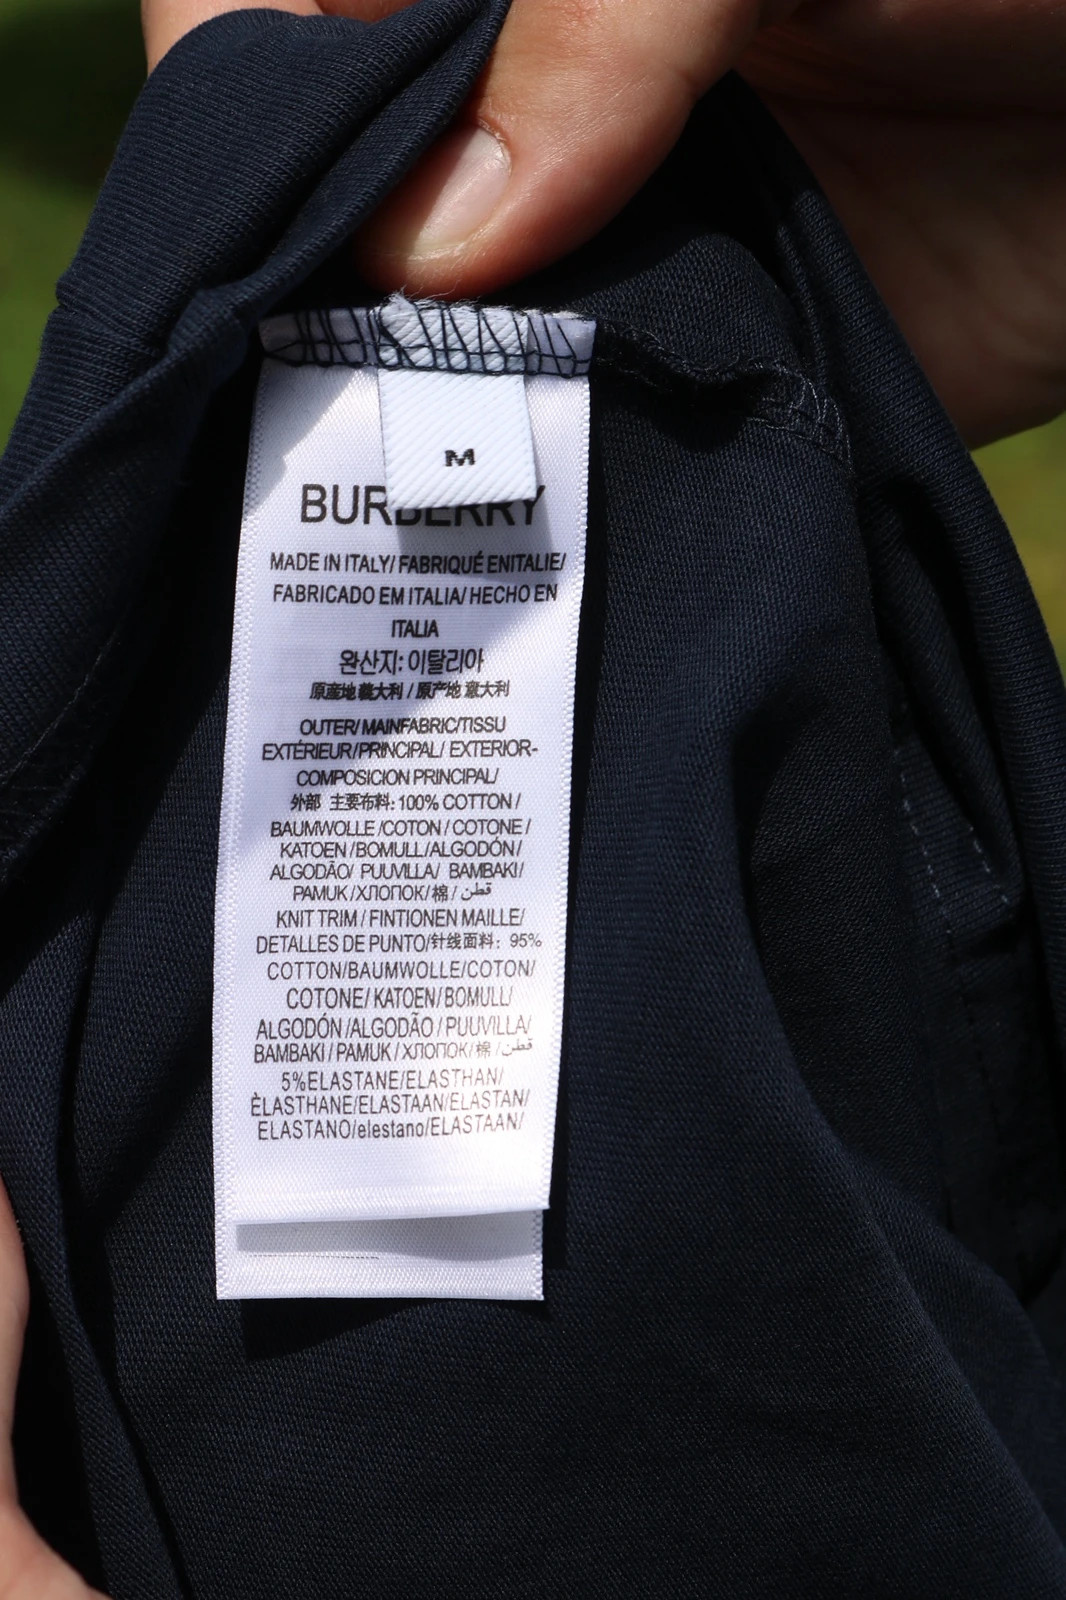 M
BURBERRY
MADE IN ITALY/ FABRIQUÉ ENITALIE/
FABRICADO EM ITALIA/ HECHO EN
ITALIA
완산지: 이탈리아
原産地 義大利 / 原产地 意大利
OUTER/ MAINFABRIC/TISSU
EXTÉRIEUR/PRINCIPAL/ EXTERIOR-
COMPOSICION PRINCIPAL/
外部 主要布料: 100% COTTON /
BAUMWOLLE /COTON / COTONE /
KATOEN /BOMULL/ALGODÓN/
ALGODÃO/ PUUVILLA/ BAMBAKI/
PAMUK /ХЛОПОК/棉 / قطن
KNIT TRIM / FINTIONEN MAILLE/
DETALLES DE PUNTO/针线面料: 95%
COTTON/BAUMWOLLE/COTON/
COTONE/ KATOEN/BOMULL/
ALGODÓN /ALGODÃO / PUUVILLA/
BAMBAKI / PAMUK / ХЛОПОК/棉 / قطن
5%ELASTANE/ELASTHAN/
ÈLASTHANE/ELASTAAN/ELASTAN/
ELASTANO/elestano/ELASTAAN/